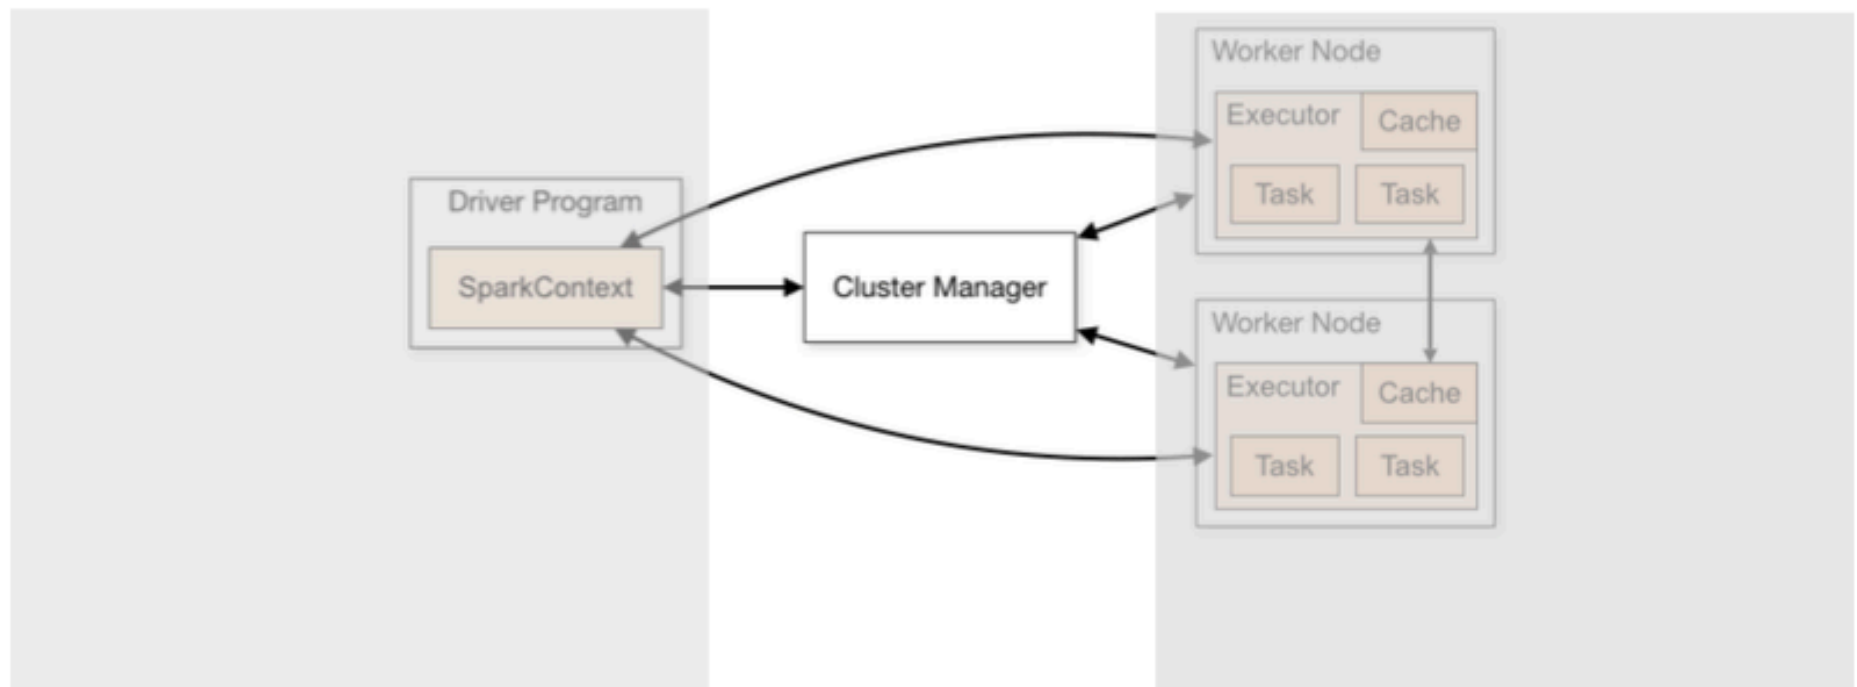 Driver Program
SparkContext
Cluster Manager
Worker Node
Executor
Cache
Task
Task
Worker Node
Executor
Cache
Task
Task